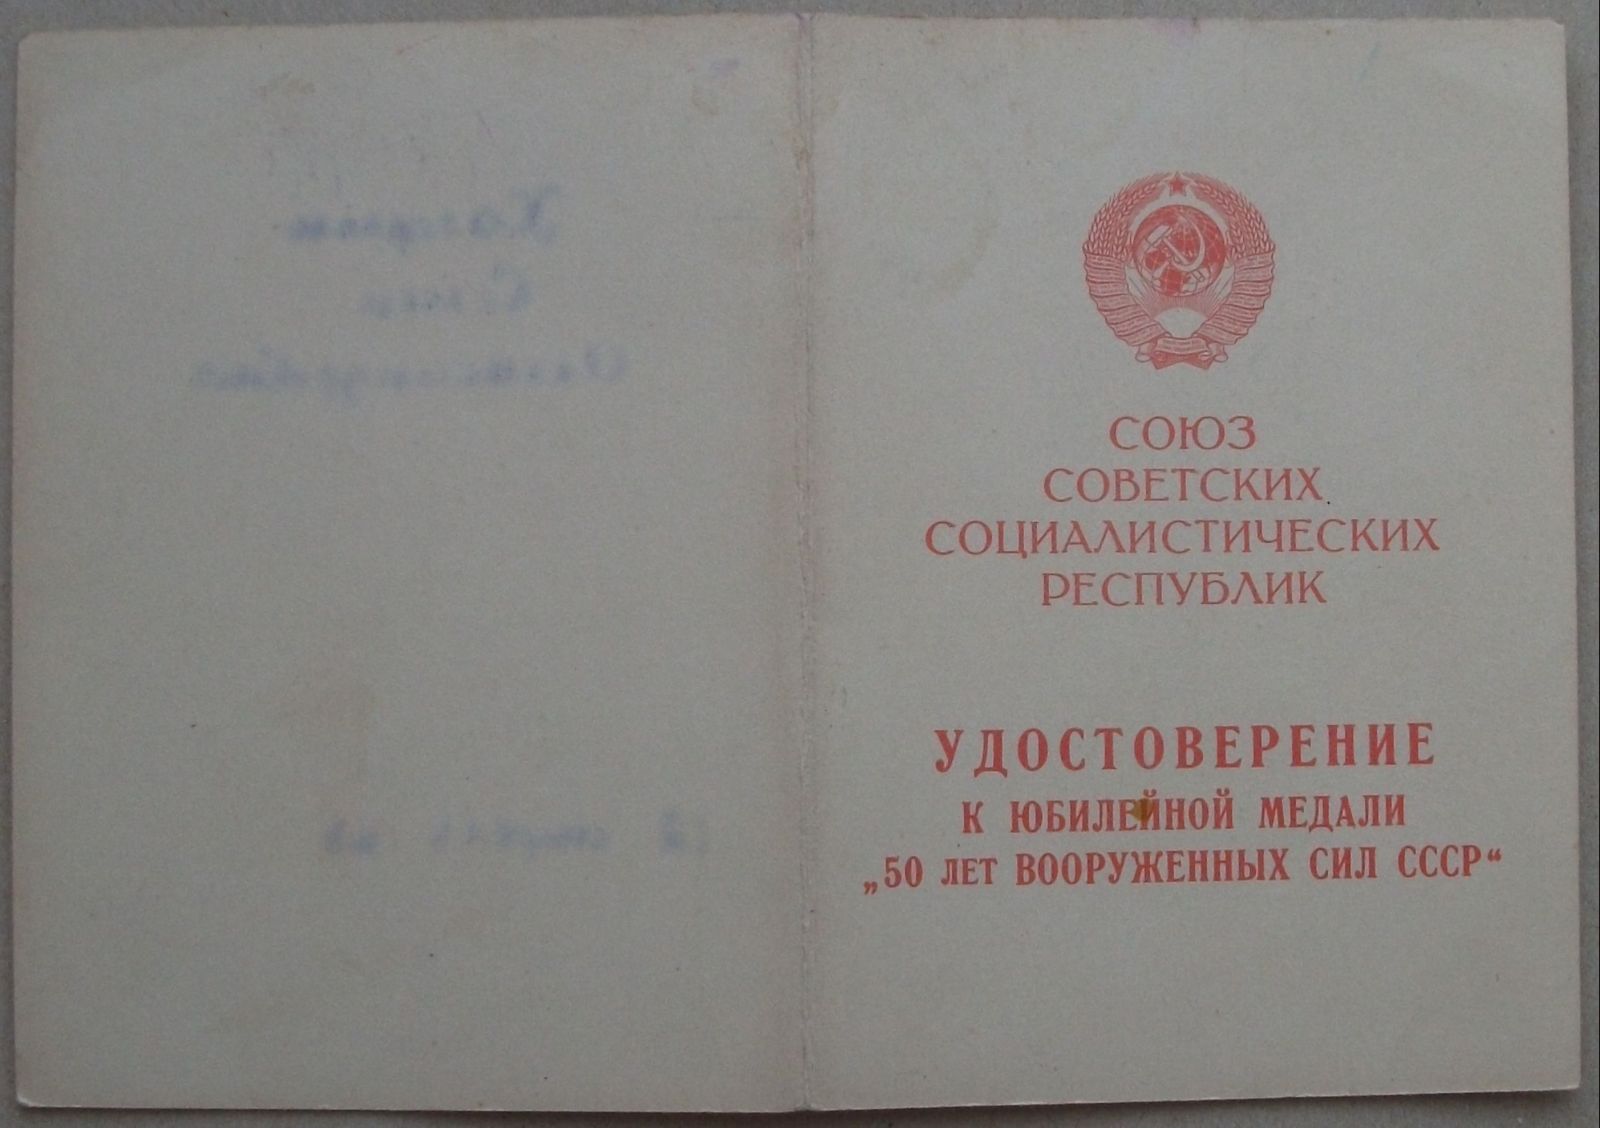 СОЮЗ
СОВЕТСКИХ
СОЦИАЛИСТИЧЕСКИХ
РЕСПУБЛИК
УДОСТОВЕРЕНИЕ
К ЮБИЛЕЙНОЙ МЕДАЛИ
„50 ЛЕТ ВООРУЖЕННЫХ СИЛ СССР“